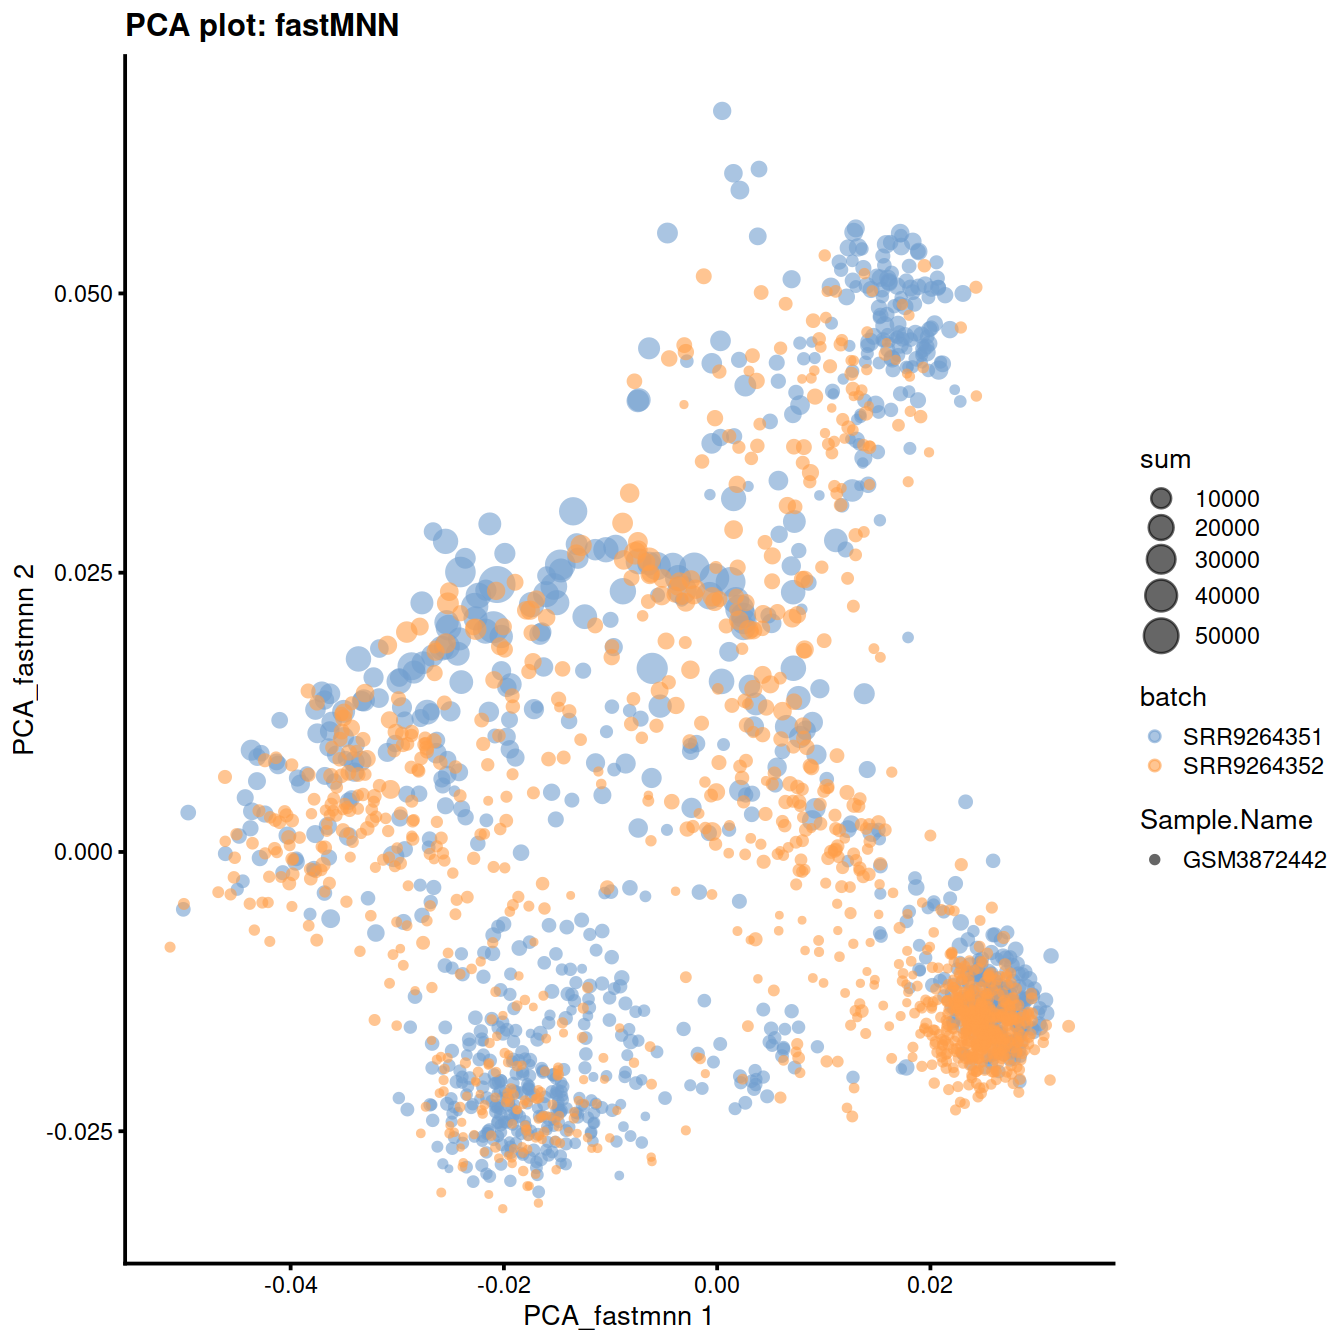 PCA plot: fastMNN
PCA_fastmnn 2
0.050
0.025
0.000
-0.025
-0.04
-0.02
0.00
0.02
PCA_fastmnn 1
sum
10000
20000
30000
40000
50000
batch
SRR9264351
SRR9264352
Sample.Name
GSM3872442